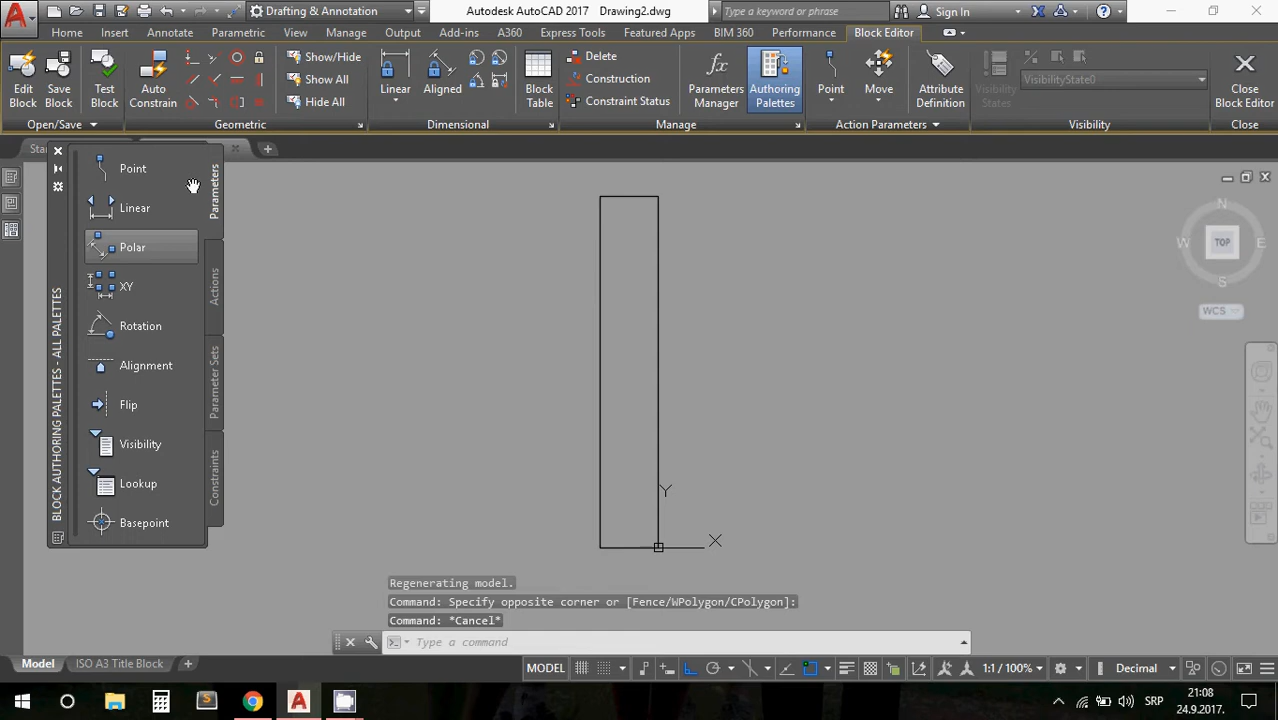 Drafting & Annotation
Autodesk AutoCAD 2017 Drawing2.dwg
Type a keyword or phrase
Sign In
Home Insert Annotate Parametric View Manage Output Add-ins A360 Express Tools Featured Apps BIM 360 Performance Block Editor
Edit Block
Save Block
Test Block
Auto Constrain
Show/Hide
Show All
Hide All
Linear
Aligned
Block Table
Delete
Construction
Constraint Status
Parameters Manager
Authoring Palettes
Point
Move
Attribute Definition
Visibility States
VisibilityState0
Close Block Editor
Open/Save Geometric Dimensional Manage Action Parameters Visibility Close
Sta
Point
Linear
Polar
XY
Rotation
Alignment
Flip
Visibility
Lookup
Basepoint
Parameters
Actions
Parameter Sets
Constraints
BLOCK AUTHORING PALETTES - ALL PALETTES
N
W TOP E
S
WCS
Y
X
Regenerating model.
Command: Specify opposite corner or [Fence/WPolygon/CPolygon]:
Command: *Cancel*
Type a command
Model ISO A3 Title Block
MODEL
1:1 / 100%
Decimal
SRP
21:08
24.9.2017.